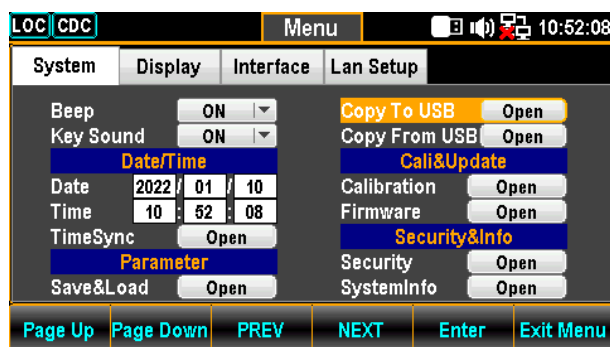 LOC CDC Menu 10:52:08
System Display Interface Lan Setup
Beep ON Copy To USB Open
Key Sound ON Copy From USB Open
Date/Time Cali&Update
Date 2022 / 01 / 10 Calibration Open
Time 10 : 52 : 08 Firmware Open
TimeSync Open Security&Info
Parameter Security Open
Save&Load Open SystemInfo Open
Page Up Page Down PREV NEXT Enter Exit Menu